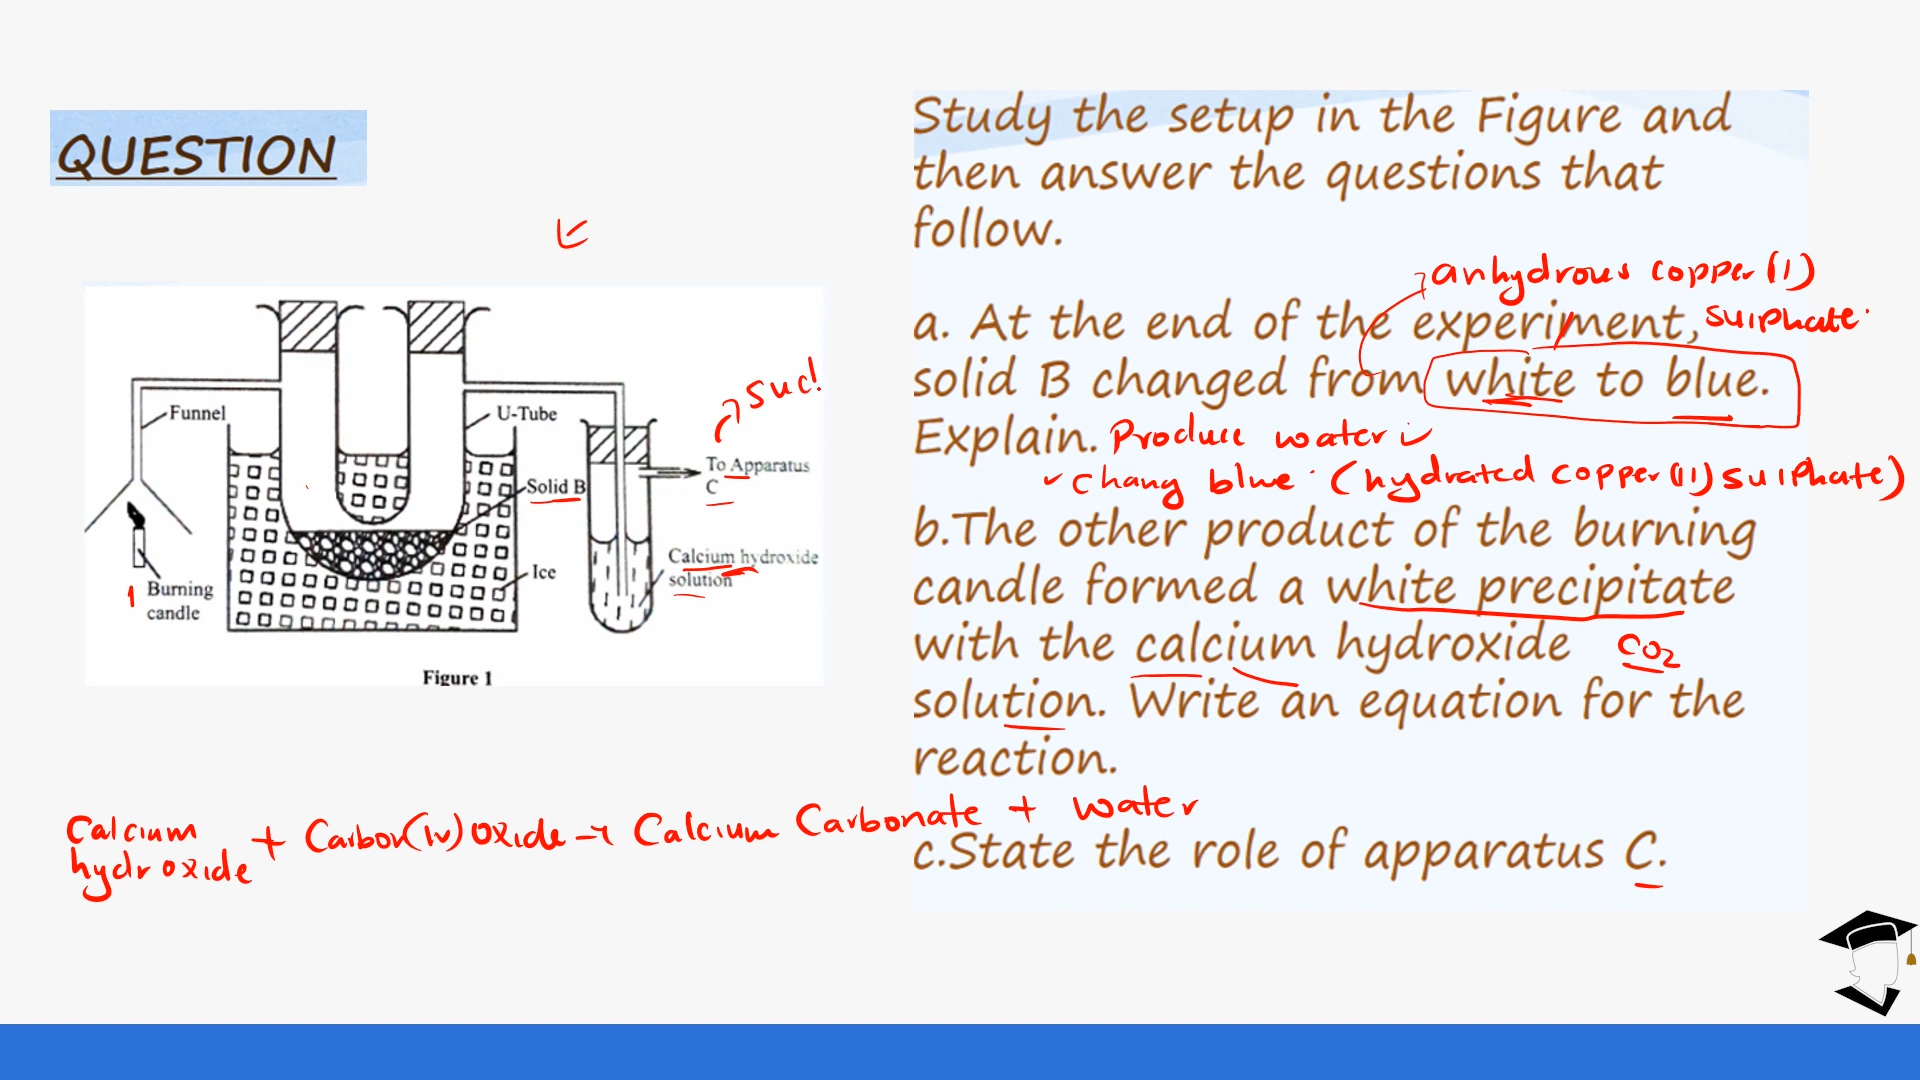 QUESTION
Study the setup in the Figure and
then answer the questions that
follow.
anhydrous copper(1)
sulphate.
a. At the end of the experiment,
solid B changed from white to blue.
Explain. Produce water
chang blue. (hydrated copper(11) sulphate)
b.The other product of the burning
candle formed a white precipitate
with the calcium hydroxide
CO2
solution. Write an equation for the
reaction.
c.State the role of apparatus C.
Funnel
U-Tube
suc!
To Apparatus
C
Solid B
Calcium hydroxide
solution
Ice
1
Burning
candle
Figure 1
Calcium
hydroxide + Carbon(iv) oxide → Calcium Carbonate + water